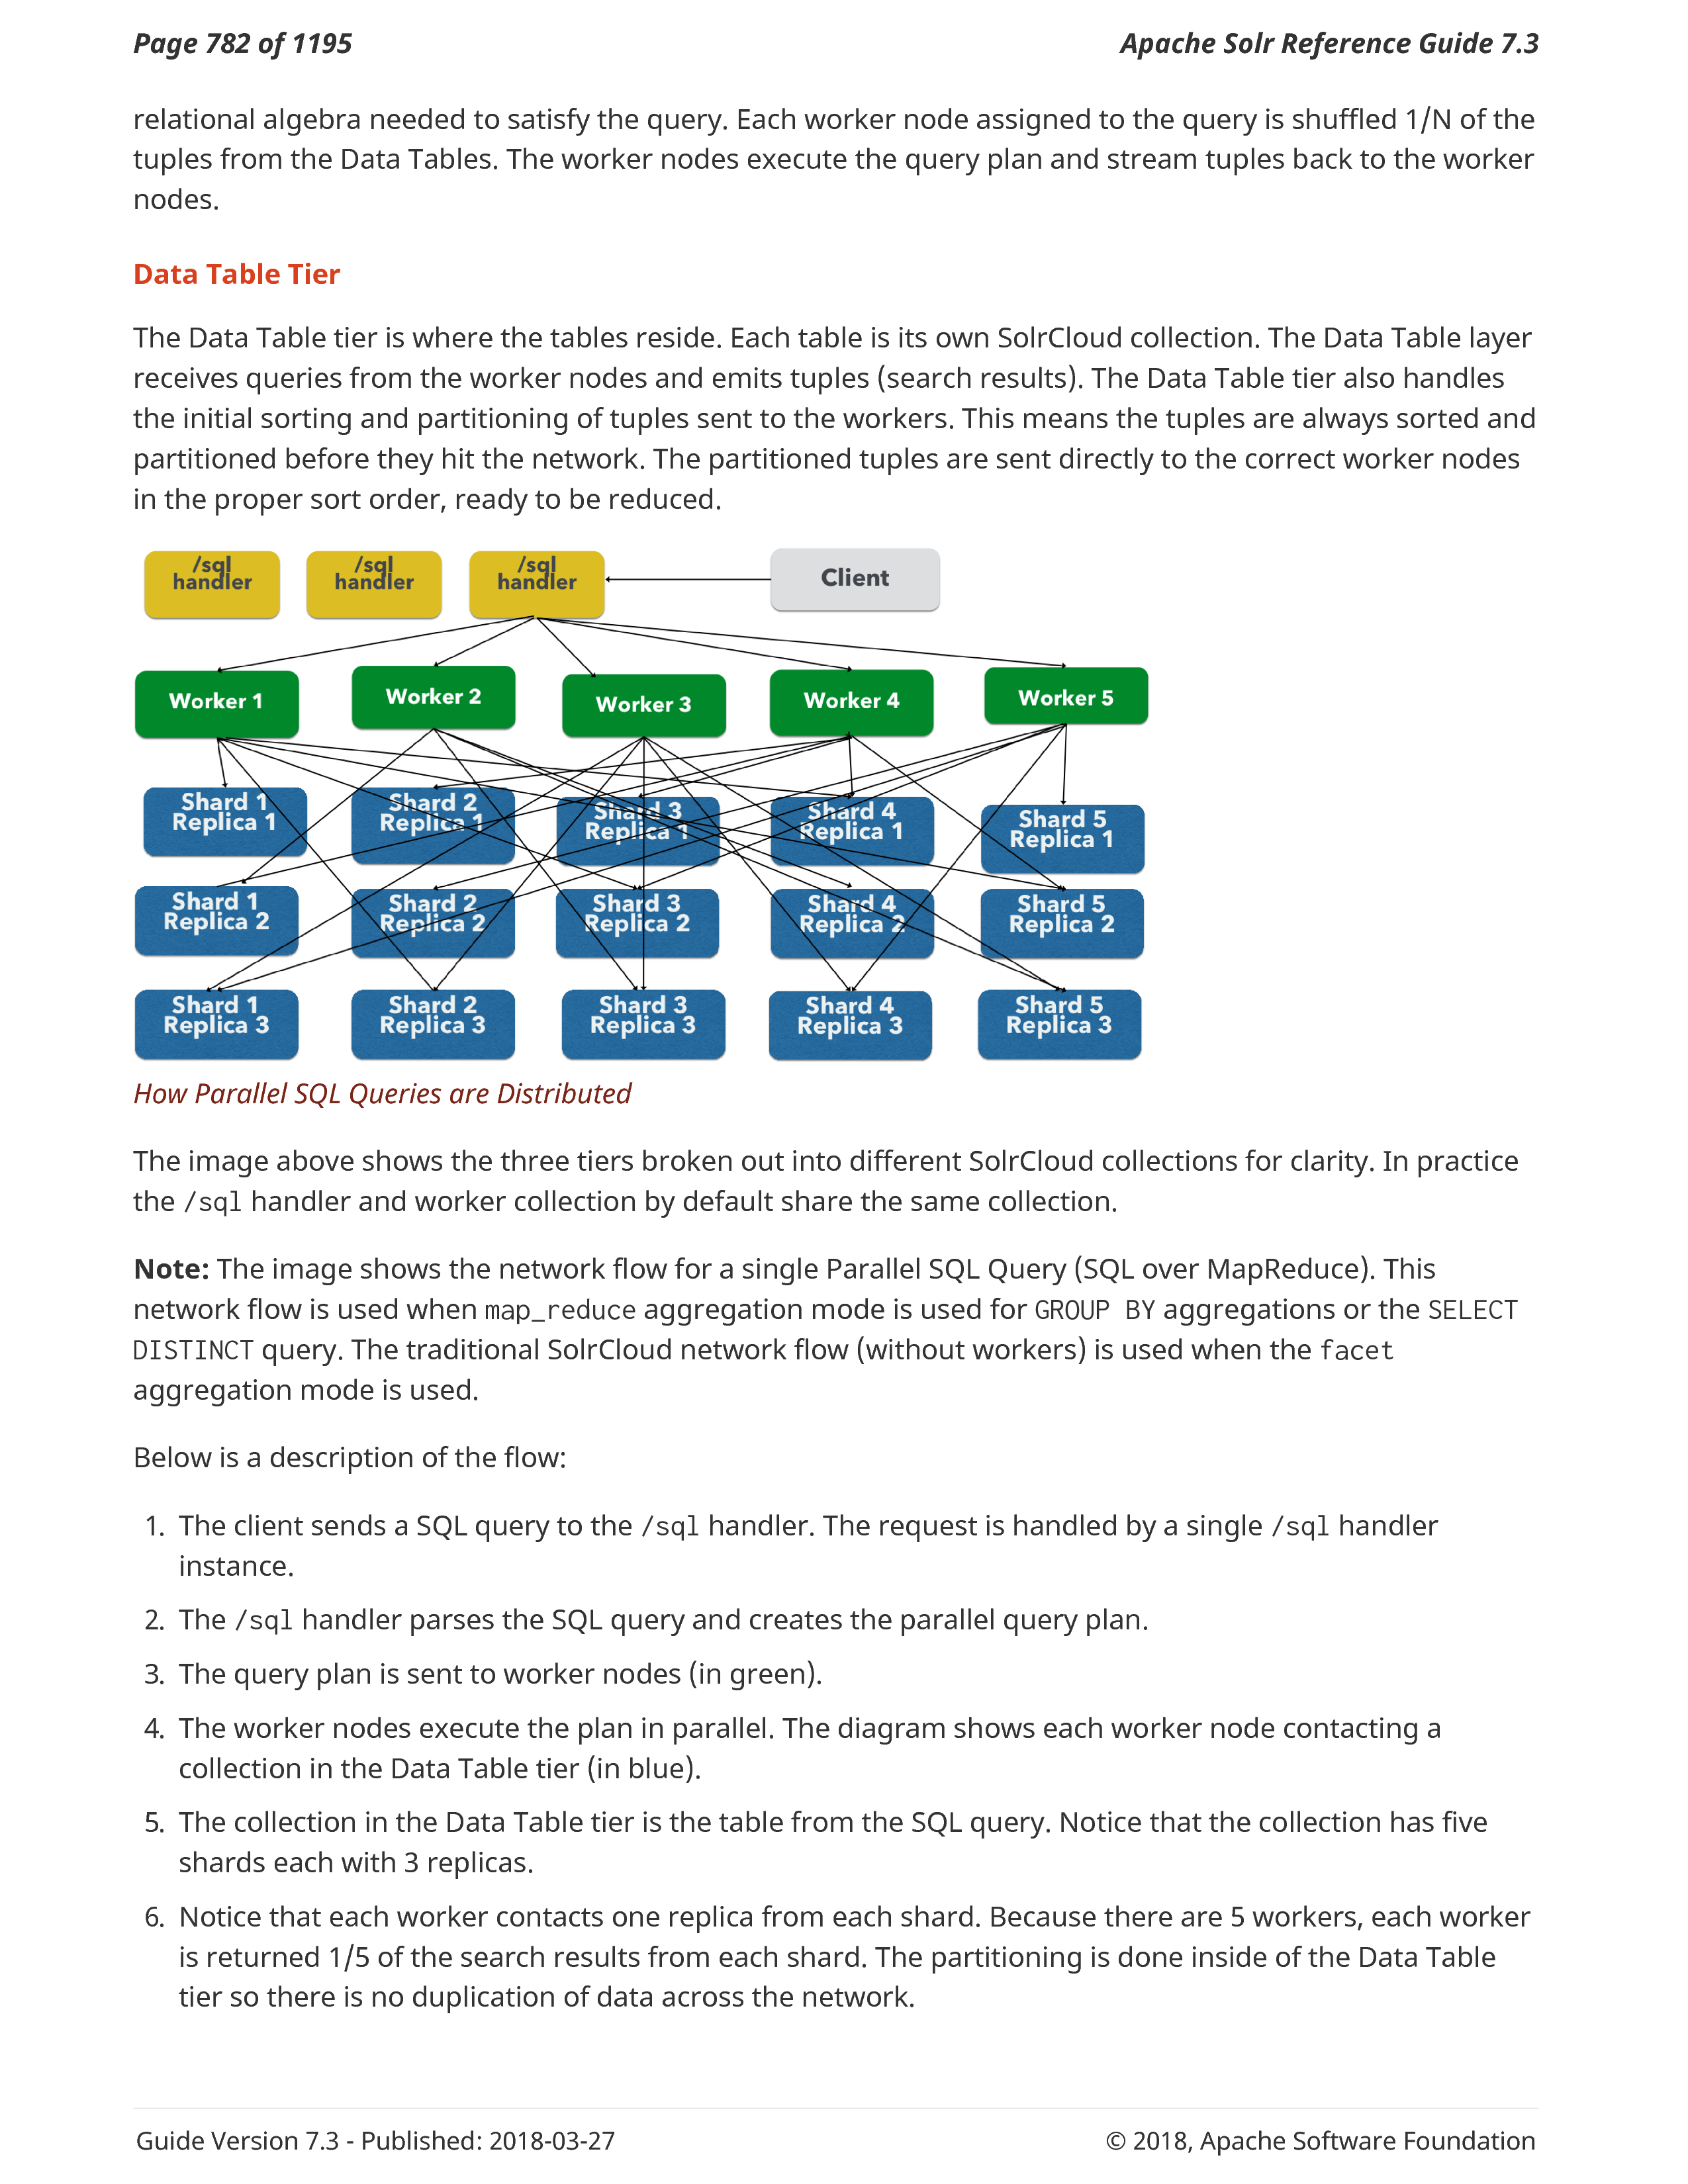 Page 782 of 1195
Apache Solr Reference Guide 7.3
relational algebra needed to satisfy the query. Each worker node assigned to the query is shuffled 1/N of the
tuples from the Data Tables. The worker nodes execute the query plan and stream tuples back to the worker
nodes.
Data Table Tier
The Data Table tier is where the tables reside. Each table is its own SolrCloud collection. The Data Table layer
receives queries from the worker nodes and emits tuples (search results). The Data Table tier also handles
the initial sorting and partitioning of tuples sent to the workers. This means the tuples are always sorted and
partitioned before they hit the network. The partitioned tuples are sent directly to the correct worker nodes
in the proper sort order, ready to be reduced.
/sql
handler
/sql
handler
/sql
handler
Client
Worker 1
Worker 2
Worker 3
Worker 4
Worker 5
Shard 1
Replica 1
Shard 2
Replica 1
Shard 3
Replica 1
Shard 4
Replica 1
Shard 5
Replica 1
Shard 1
Replica 2
Shard 2
Replica 2
Shard 3
Replica 2
Shard 4
Replica 2
Shard 5
Replica 2
Shard 1
Replica 3
Shard 2
Replica 3
Shard 3
Replica 3
Shard 4
Replica 3
Shard 5
Replica 3
How Parallel SQL Queries are Distributed
The image above shows the three tiers broken out into different SolrCloud collections for clarity. In practice
the /sql handler and worker collection by default share the same collection.
Note: The image shows the network flow for a single Parallel SQL Query (SQL over MapReduce). This
network flow is used when map_reduce aggregation mode is used for GROUP BY aggregations or the SELECT
DISTINCT query. The traditional SolrCloud network flow (without workers) is used when the facet
aggregation mode is used.
Below is a description of the flow:
1. The client sends a SQL query to the /sql handler. The request is handled by a single /sql handler
instance.
2. The /sql handler parses the SQL query and creates the parallel query plan.
3. The query plan is sent to worker nodes (in green).
4. The worker nodes execute the plan in parallel. The diagram shows each worker node contacting a
collection in the Data Table tier (in blue).
5. The collection in the Data Table tier is the table from the SQL query. Notice that the collection has five
shards each with 3 replicas.
6. Notice that each worker contacts one replica from each shard. Because there are 5 workers, each worker
is returned 1/5 of the search results from each shard. The partitioning is done inside of the Data Table
tier so there is no duplication of data across the network.
Guide Version 7.3 - Published: 2018-03-27
© 2018, Apache Software Foundation